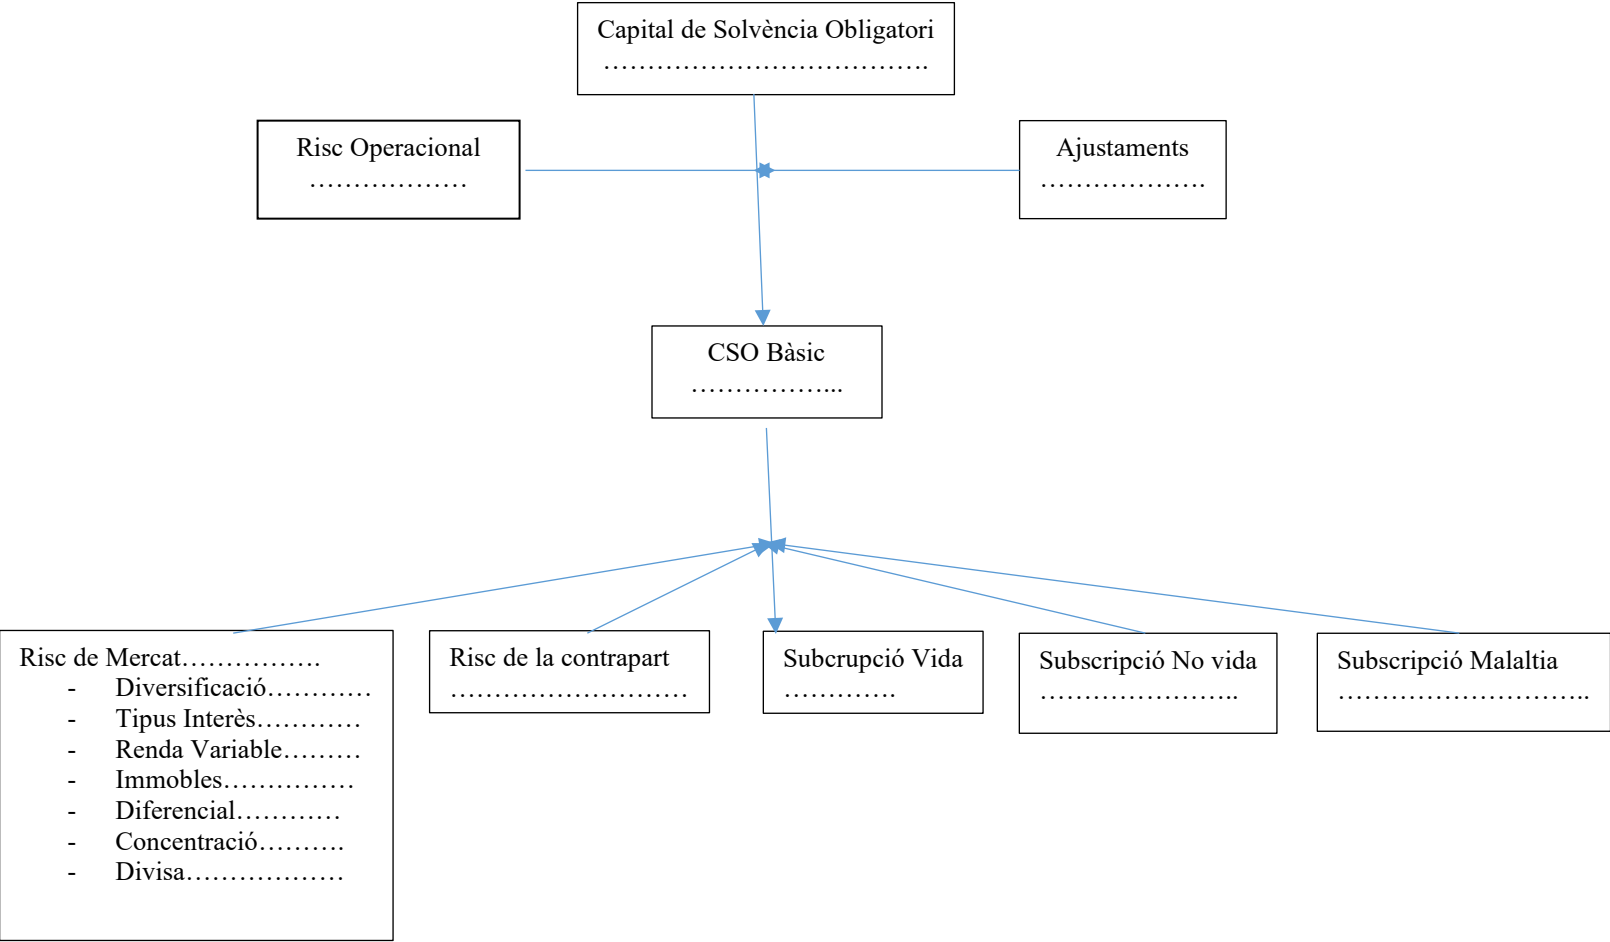 Capital de Solvència Obligatori
……………………………….
Risc Operacional
………………
Ajustaments
……………….
CSO Bàsic
……………...
Risc de Mercat…………….
- Diversificació…………
- Tipus Interès…………
- Renda Variable………
- Immobles……………
- Diferencial…………
- Concentració……….
- Divisa………………
Risc de la contrapart
………………………
Subcrupció Vida
………….
Subscripció No vida
…………………..
Subscripció Malaltia
………………………..